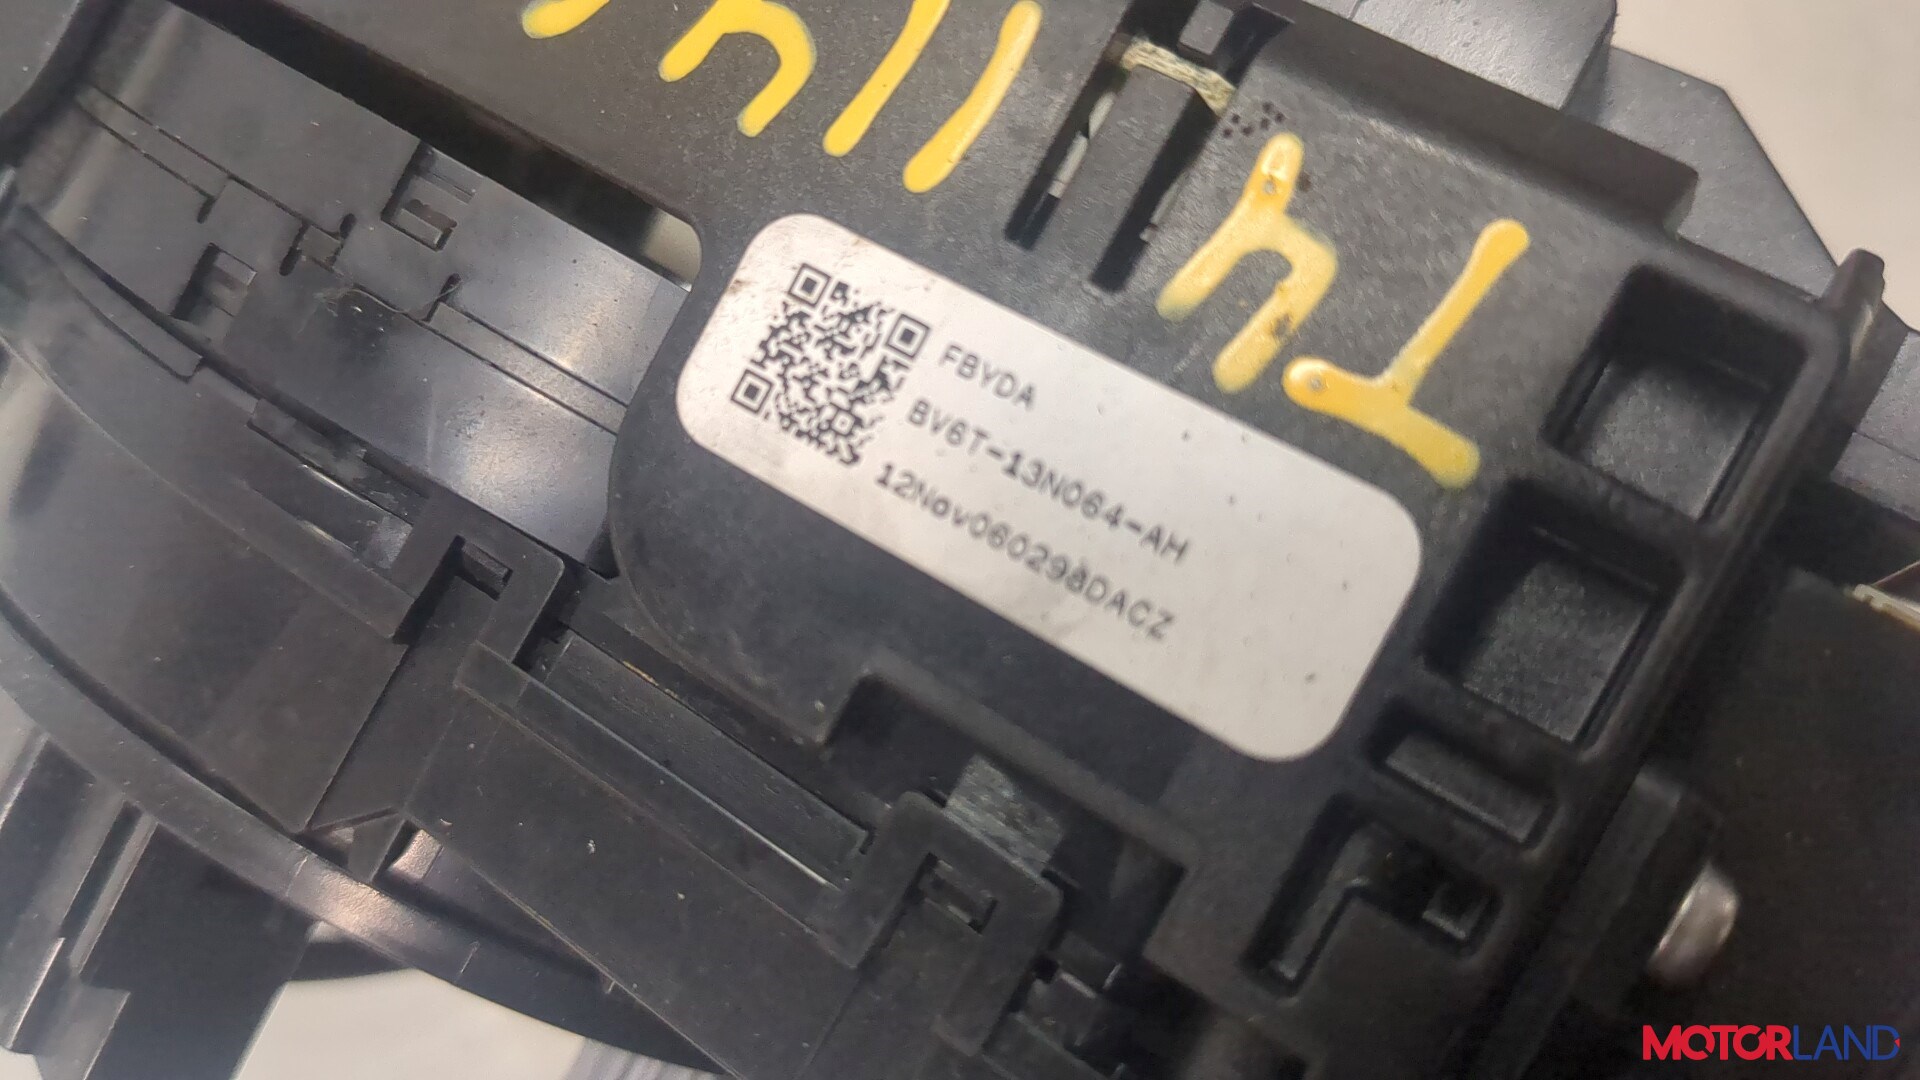 FBYDA
BV6T-13N064-AH
12Nov060298DACZ
MOTORLAND